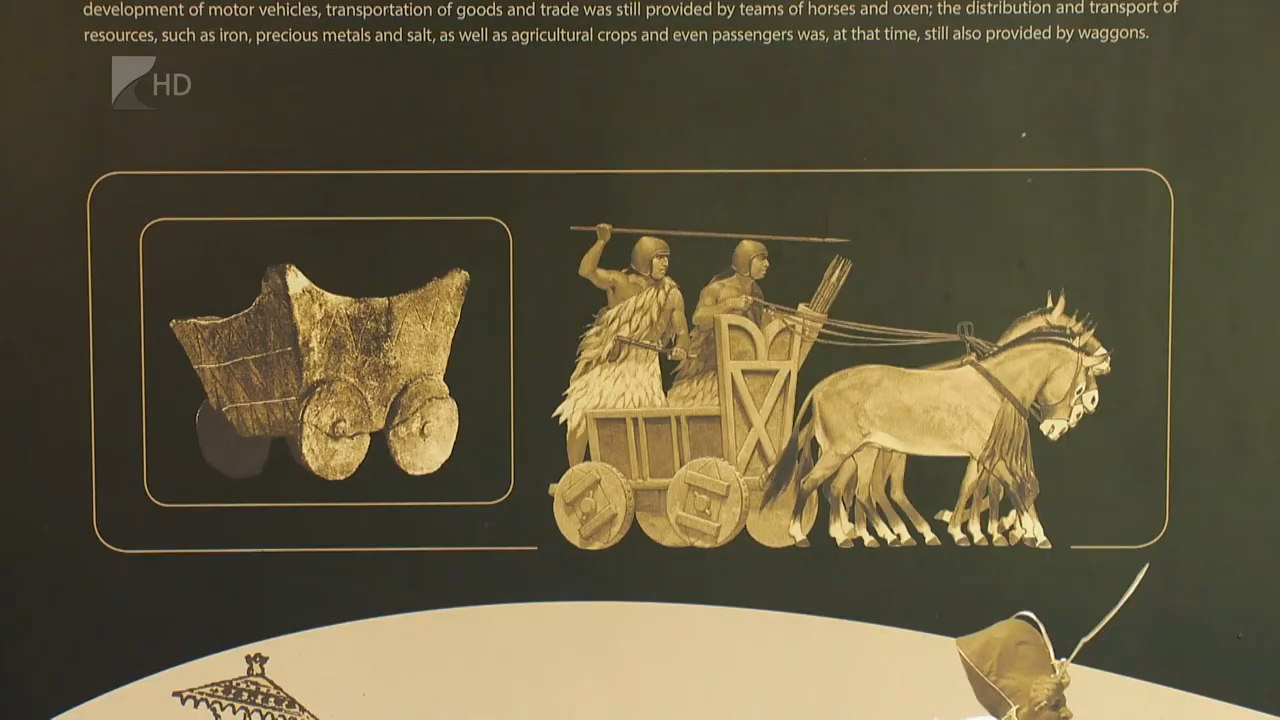 development of motor vehicles, transportation of goods and trade was still provided by teams of horses and oxen; the distribution and transport of
resources, such as iron, precious metals and salt, as well as agricultural crops and even passengers was, at that time, still also provided by waggons.
HD